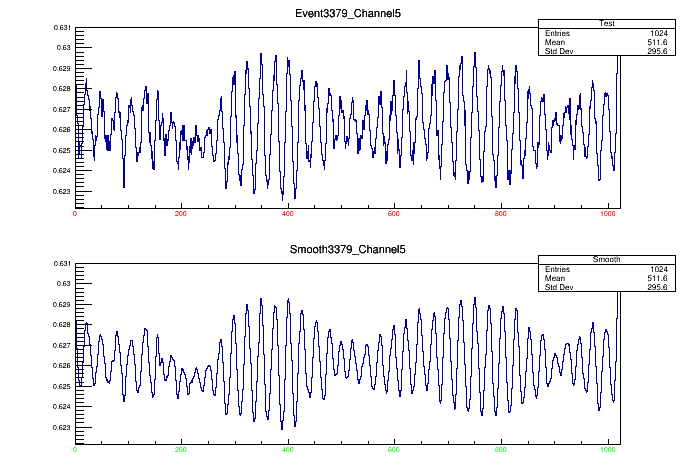 Event3379_Channel5
Test
Entries 1024
Mean 511.6
Std Dev 295.6
0.631
0.63
0.629
0.628
0.627
0.626
0.625
0.624
0.623
0 200 400 600 800 1000
Smooth3379_Channel5
Smooth
Entries 1024
Mean 511.6
Std Dev 295.6
0.631
0.63
0.629
0.628
0.627
0.626
0.625
0.624
0.623
0 200 400 600 800 1000